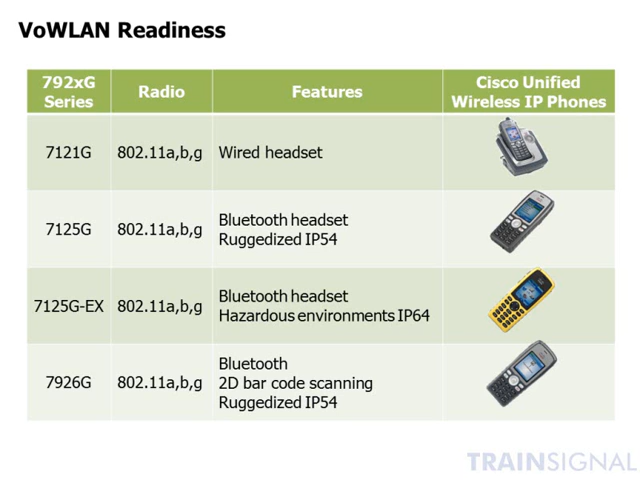 VoWLAN Readiness
792xG
Series
Radio
Features
Cisco Unified
Wireless IP Phones
7121G
802.11a,b,g
Wired headset
7125G
802.11a,b,g
Bluetooth headset
Ruggedized IP54
7125G-EX
802.11a,b,g
Bluetooth headset
Hazardous environments IP64
7926G
802.11a,b,g
Bluetooth
2D bar code scanning
Ruggedized IP54
TRAINSIGNAL